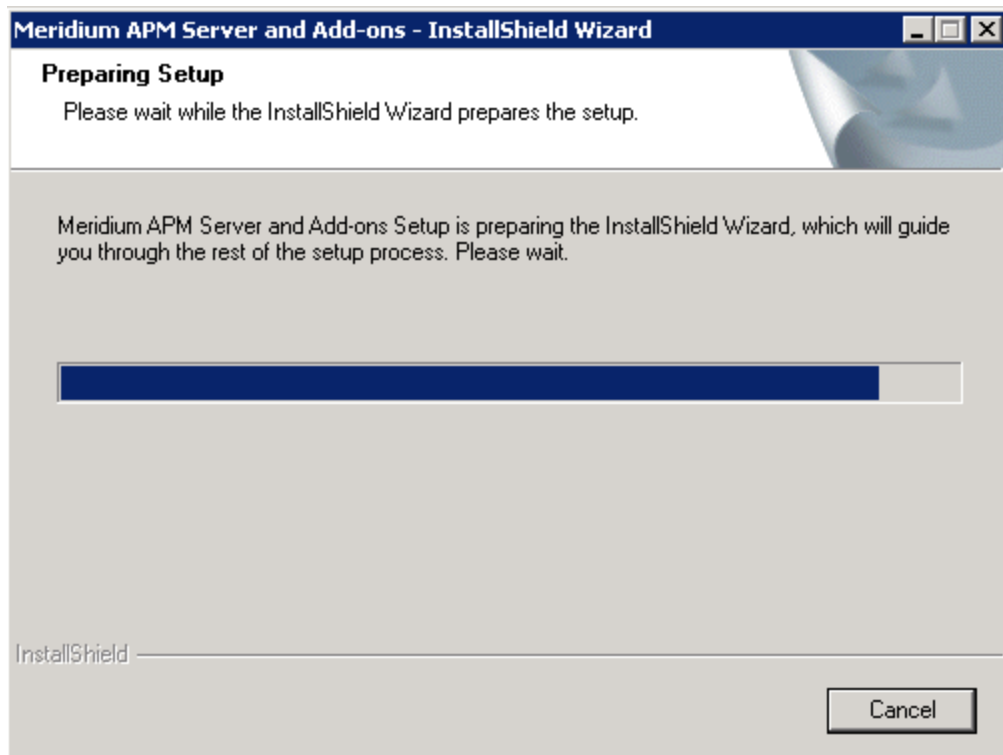 Meridium APM Server and Add-ons - InstallShield Wizard
Preparing Setup
Please wait while the InstallShield Wizard prepares the setup.
Meridium APM Server and Add-ons Setup is preparing the InstallShield Wizard, which will guide
you through the rest of the setup process. Please wait.
InstallShield
Cancel